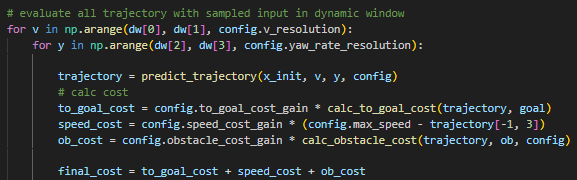 # evaluate all trajectory with sampled input in dynamic window
for v in np.arange(dw[0], dw[1], config.v_resolution):
    for y in np.arange(dw[2], dw[3], config.yaw_rate_resolution):
        trajectory = predict_trajectory(x_init, v, y, config)
        # calc cost
        to_goal_cost = config.to_goal_cost_gain * calc_to_goal_cost(trajectory, goal)
        speed_cost = config.speed_cost_gain * (config.max_speed - trajectory[-1, 3])
        ob_cost = config.obstacle_cost_gain * calc_obstacle_cost(trajectory, ob, config)
        final_cost = to_goal_cost + speed_cost + ob_cost